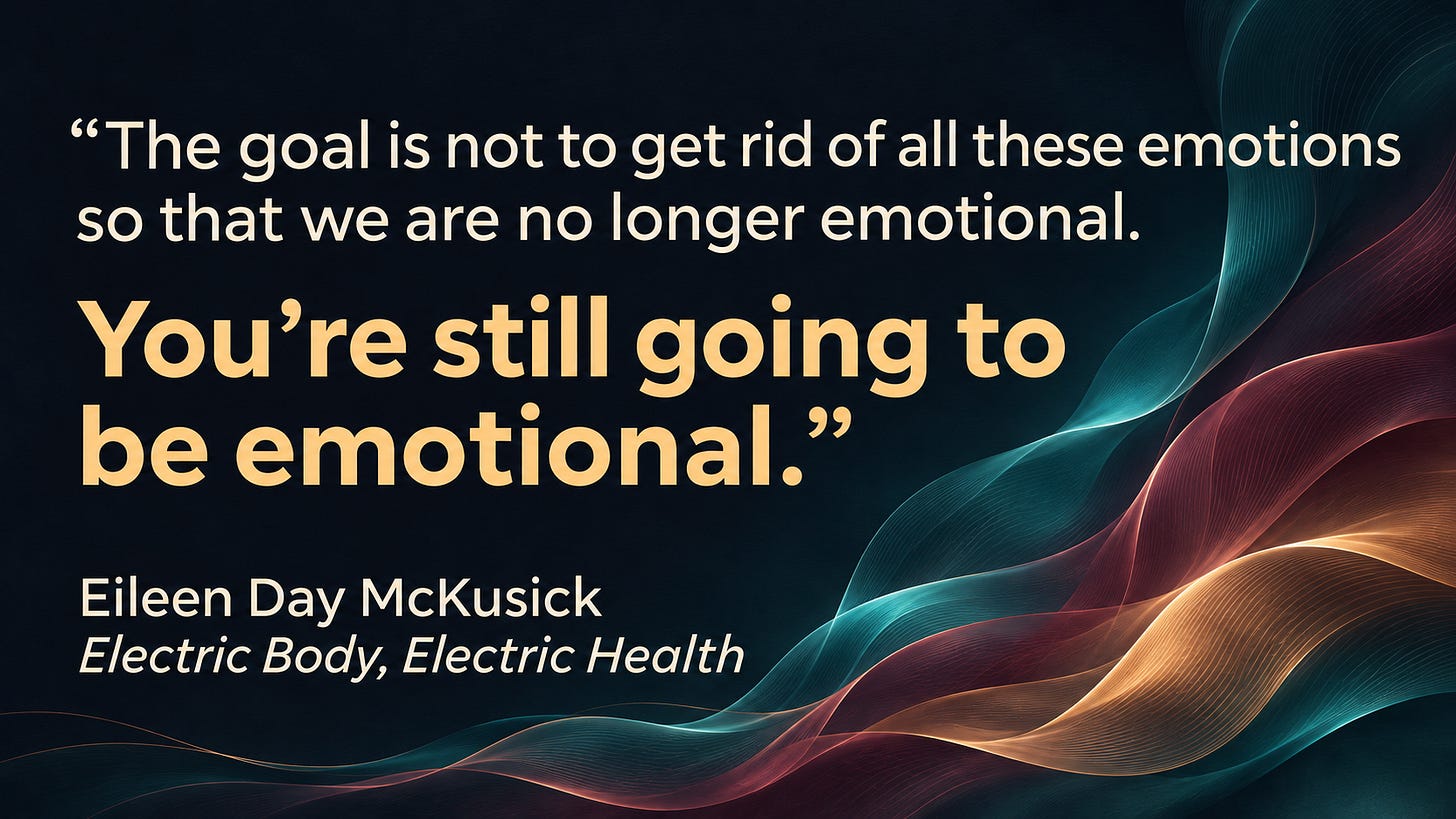 “The goal is not to get rid of all these emotions
so that we are no longer emotional.
You’re still going to
be emotional.”
Eileen Day McKusick
Electric Body, Electric Health